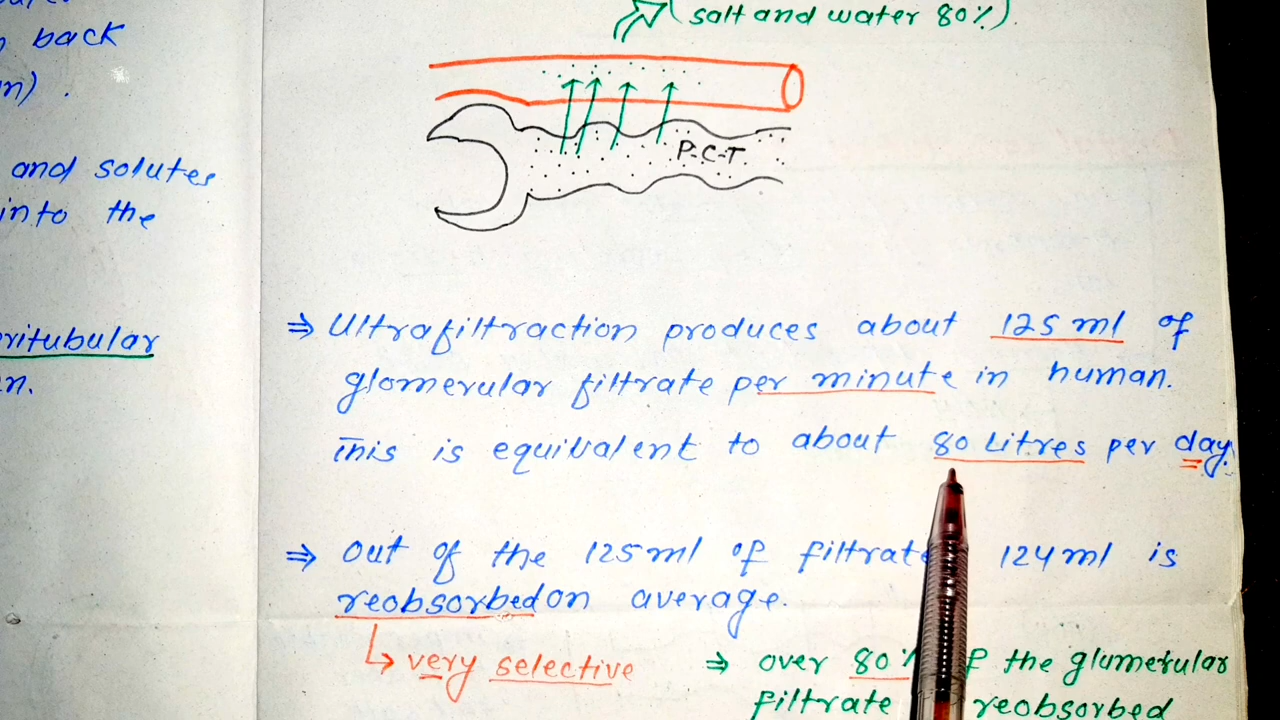 back
n)
and solutes
into the
ritubular
n.
(salt and water 80%).
P.C.T.
⇒ Ultrafiltraction produces about 125 ml of
glomerular filtrate per minute in human.
This is equivalent to about 80 Litres per day.
⇒ Out of the 125 ml of filtrate 124 ml is
reobsorbed on average.
↳ very selective
⇒ over 80% of the glumerular
filtrate reobsorbed